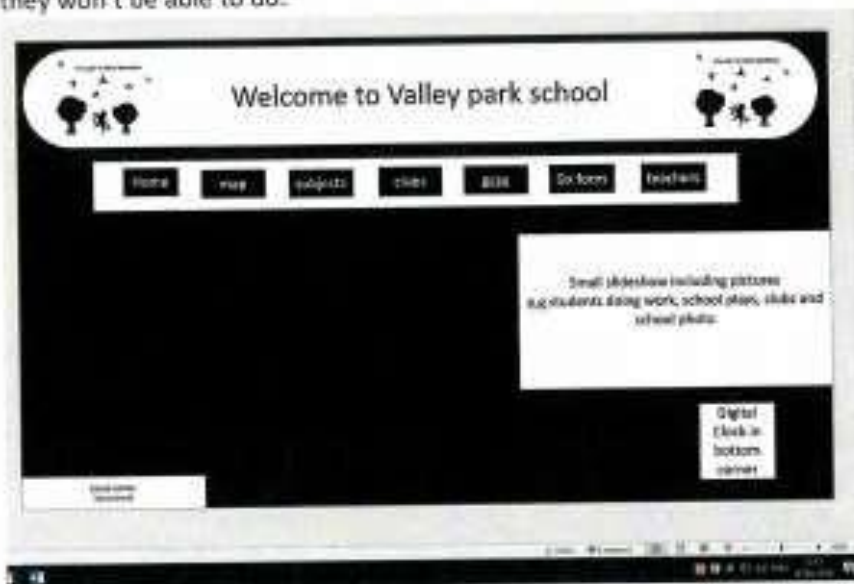 they won't be able to do.
Welcome to Valley park school
Home map subjects clubs Six form teachers
Small slideshow including pictures
e.g students doing work, school plays, clubs and
school photo
Digital
Clock in
bottom
corner